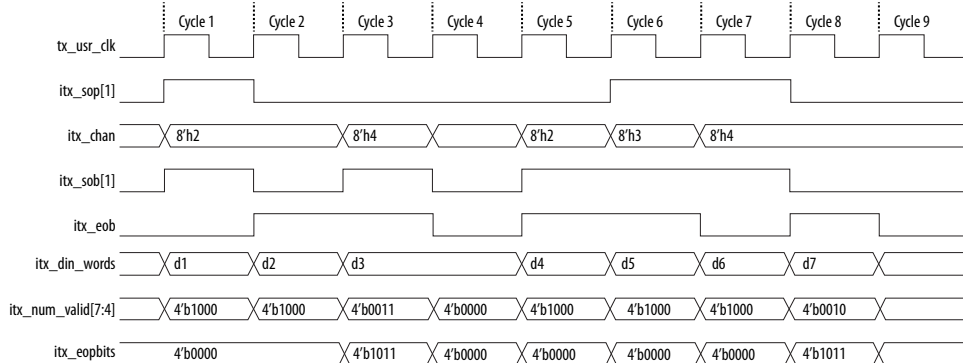 Cycle 1 Cycle 2 Cycle 3 Cycle 4 Cycle 5 Cycle 6 Cycle 7 Cycle 8 Cycle 9
tx_usr_clk
itx_sop[1]
itx_chan 8'h2 8'h4 8'h2 8'h3 8'h4
itx_sob[1]
itx_eob
itx_din_words d1 d2 d3 d4 d5 d6 d7
itx_num_valid[7:4] 4'b1000 4'b1000 4'b0011 4'b0000 4'b1000 4'b1000 4'b1000 4'b0010
itx_eopbits 4'b0000 4'b1011 4'b0000 4'b0000 4'b0000 4'b0000 4'b1011